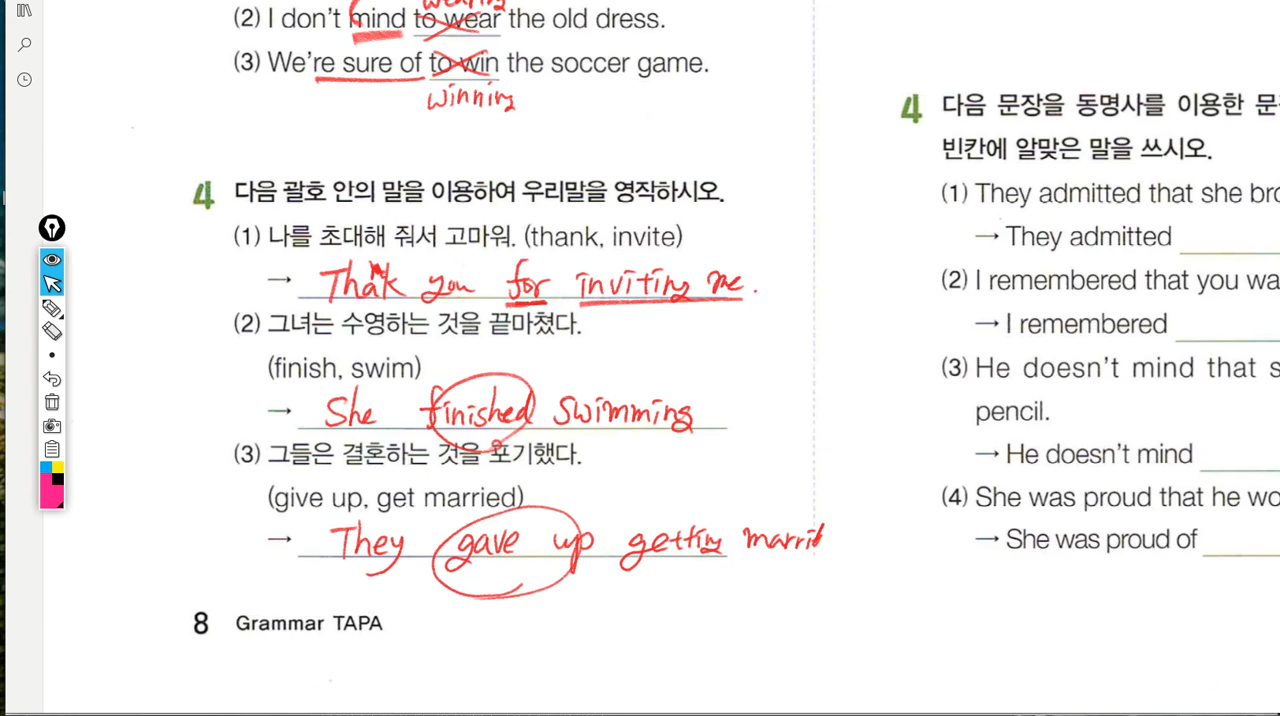 wearing
(2) I don't mind to wear the old dress.
(3) We're sure of to win the soccer game.
winning
4 다음 괄호 안의 말을 이용하여 우리말을 영작하시오.
(1) 나를 초대해 줘서 고마워. (thank, invite)
→ Thank you for inviting me.
(2) 그녀는 수영하는 것을 끝마쳤다.
(finish, swim)
→ She finished swimming
(3) 그들은 결혼하는 것을 포기했다.
(give up, get married)
→ They gave up getting
8 Grammar TAPA
4 다음 문장을 동명사를 이용한
빈칸에 알맞은 말을 쓰시오.
(1) They admitted that she
→ They admitted
(2) I remembered that you
→ I remembered
(3) He doesn't mind that
pencil.
→ He doesn't mind
(4) She was proud that he
→ She was proud of